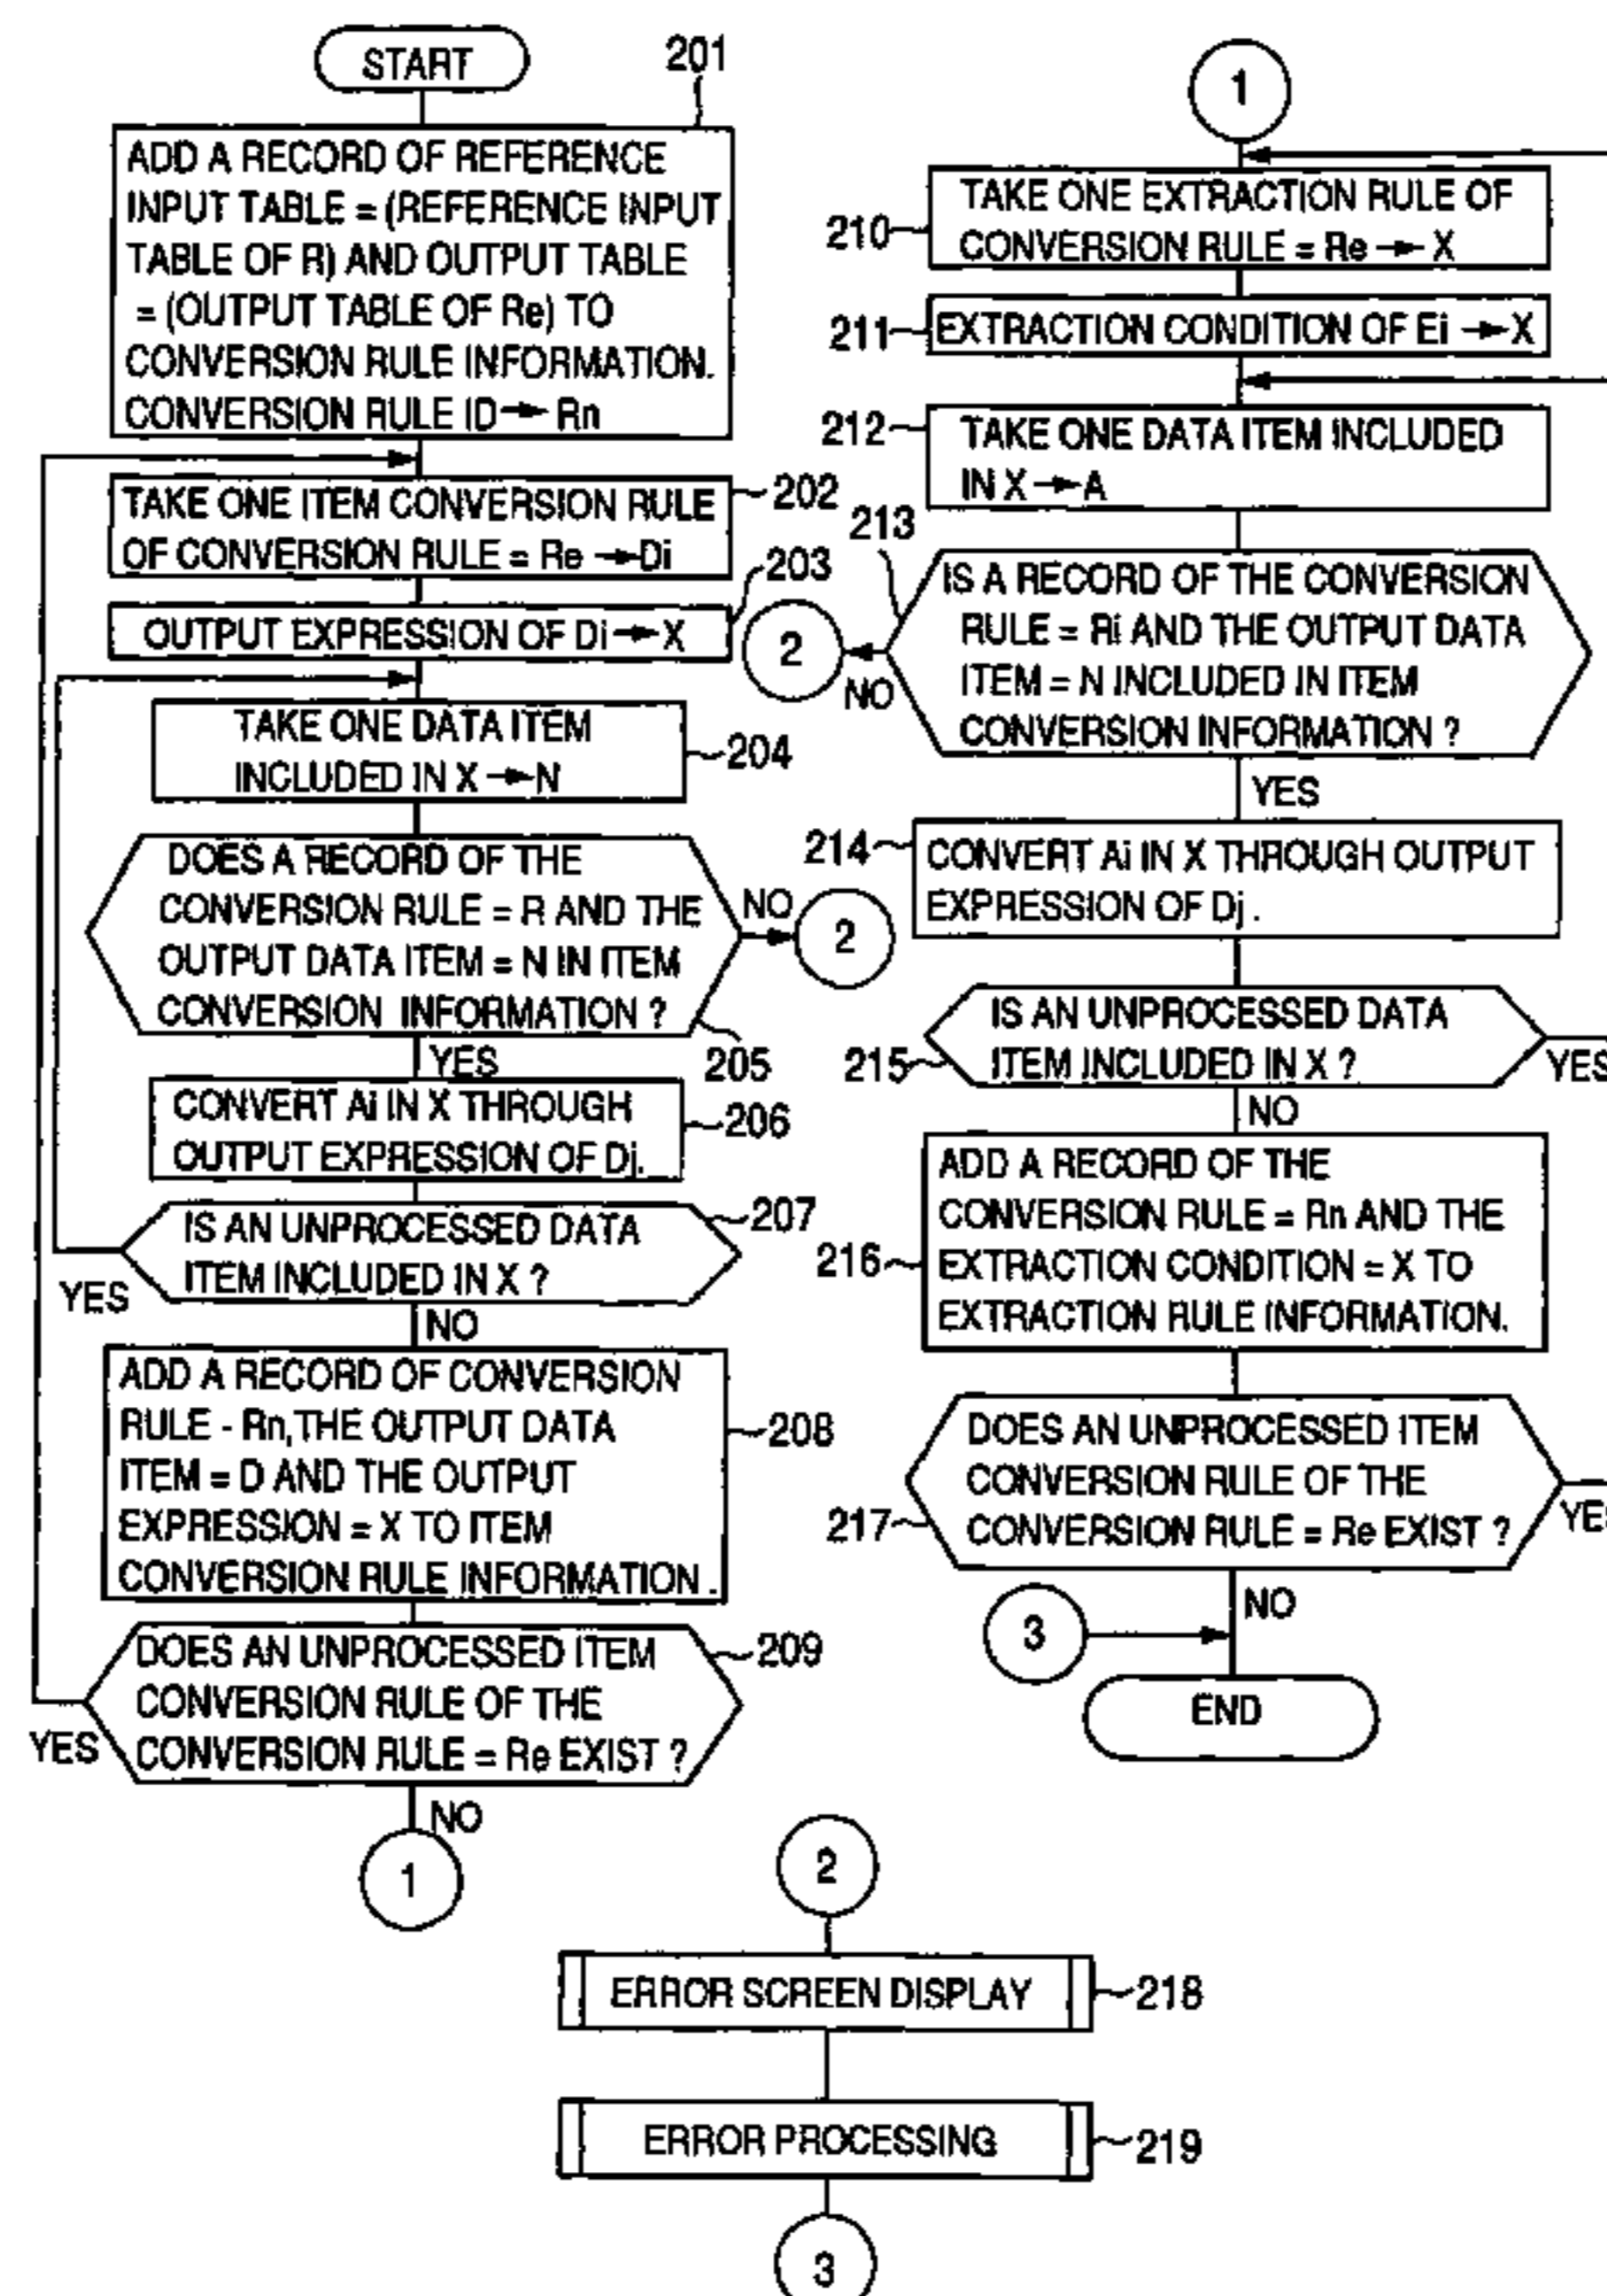 START
201
ADD A RECORD OF REFERENCE
INPUT TABLE = (REFERENCE INPUT
TABLE OF R) AND OUTPUT TABLE
= (OUTPUT TABLE OF Re) TO
CONVERSION RULE INFORMATION.
CONVERSION RULE ID → Rn
TAKE ONE ITEM CONVERSION RULE
OF CONVERSION RULE = Re → Di
202
OUTPUT EXPRESSION OF Di → X
203
TAKE ONE DATA ITEM
INCLUDED IN X → N
204
DOES A RECORD OF THE
CONVERSION RULE = R AND THE
OUTPUT DATA ITEM = N IN ITEM
CONVERSION INFORMATION ?
205
NO
2
YES
CONVERT Ai IN X THROUGH
OUTPUT EXPRESSION OF Dj.
206
IS AN UNPROCESSED DATA
ITEM INCLUDED IN X ?
207
YES
NO
ADD A RECORD OF CONVERSION
RULE - Rn, THE OUTPUT DATA
ITEM = D AND THE OUTPUT
EXPRESSION = X TO ITEM
CONVERSION RULE INFORMATION.
208
DOES AN UNPROCESSED ITEM
CONVERSION RULE OF THE
CONVERSION RULE = Re EXIST ?
209
YES
NO
1
1
210
TAKE ONE EXTRACTION RULE OF
CONVERSION RULE = Re → X
211
EXTRACTION CONDITION OF Ei → X
212
TAKE ONE DATA ITEM INCLUDED
IN X → A
213
IS A RECORD OF THE CONVERSION
RULE = Ri AND THE OUTPUT DATA
ITEM = N INCLUDED IN ITEM
CONVERSION INFORMATION ?
2
NO
YES
214
CONVERT Ai IN X THROUGH OUTPUT
EXPRESSION OF Dj.
215
IS AN UNPROCESSED DATA
ITEM INCLUDED IN X ?
YES
NO
216
ADD A RECORD OF THE
CONVERSION RULE = Rn AND THE
EXTRACTION CONDITION = X TO
EXTRACTION RULE INFORMATION.
217
DOES AN UNPROCESSED ITEM
CONVERSION RULE OF THE
CONVERSION RULE = Re EXIST ?
YES
NO
3
END
2
ERROR SCREEN DISPLAY
218
ERROR PROCESSING
219
3